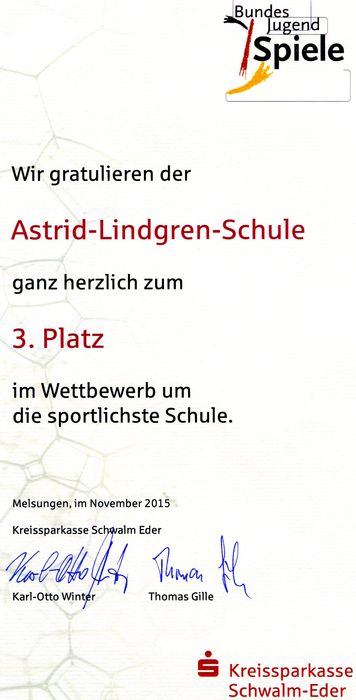 Bundes
Jugend
Spiele
Wir gratulieren der
Astrid-Lindgren-Schule
ganz herzlich zum
3. Platz
im Wettbewerb um
die sportlichste Schule.
Melsungen, im November 2015
Kreissparkasse Schwalm Eder
Karl-Otto Winter Thomas Gille
Kreissparkasse
Schwalm-Eder